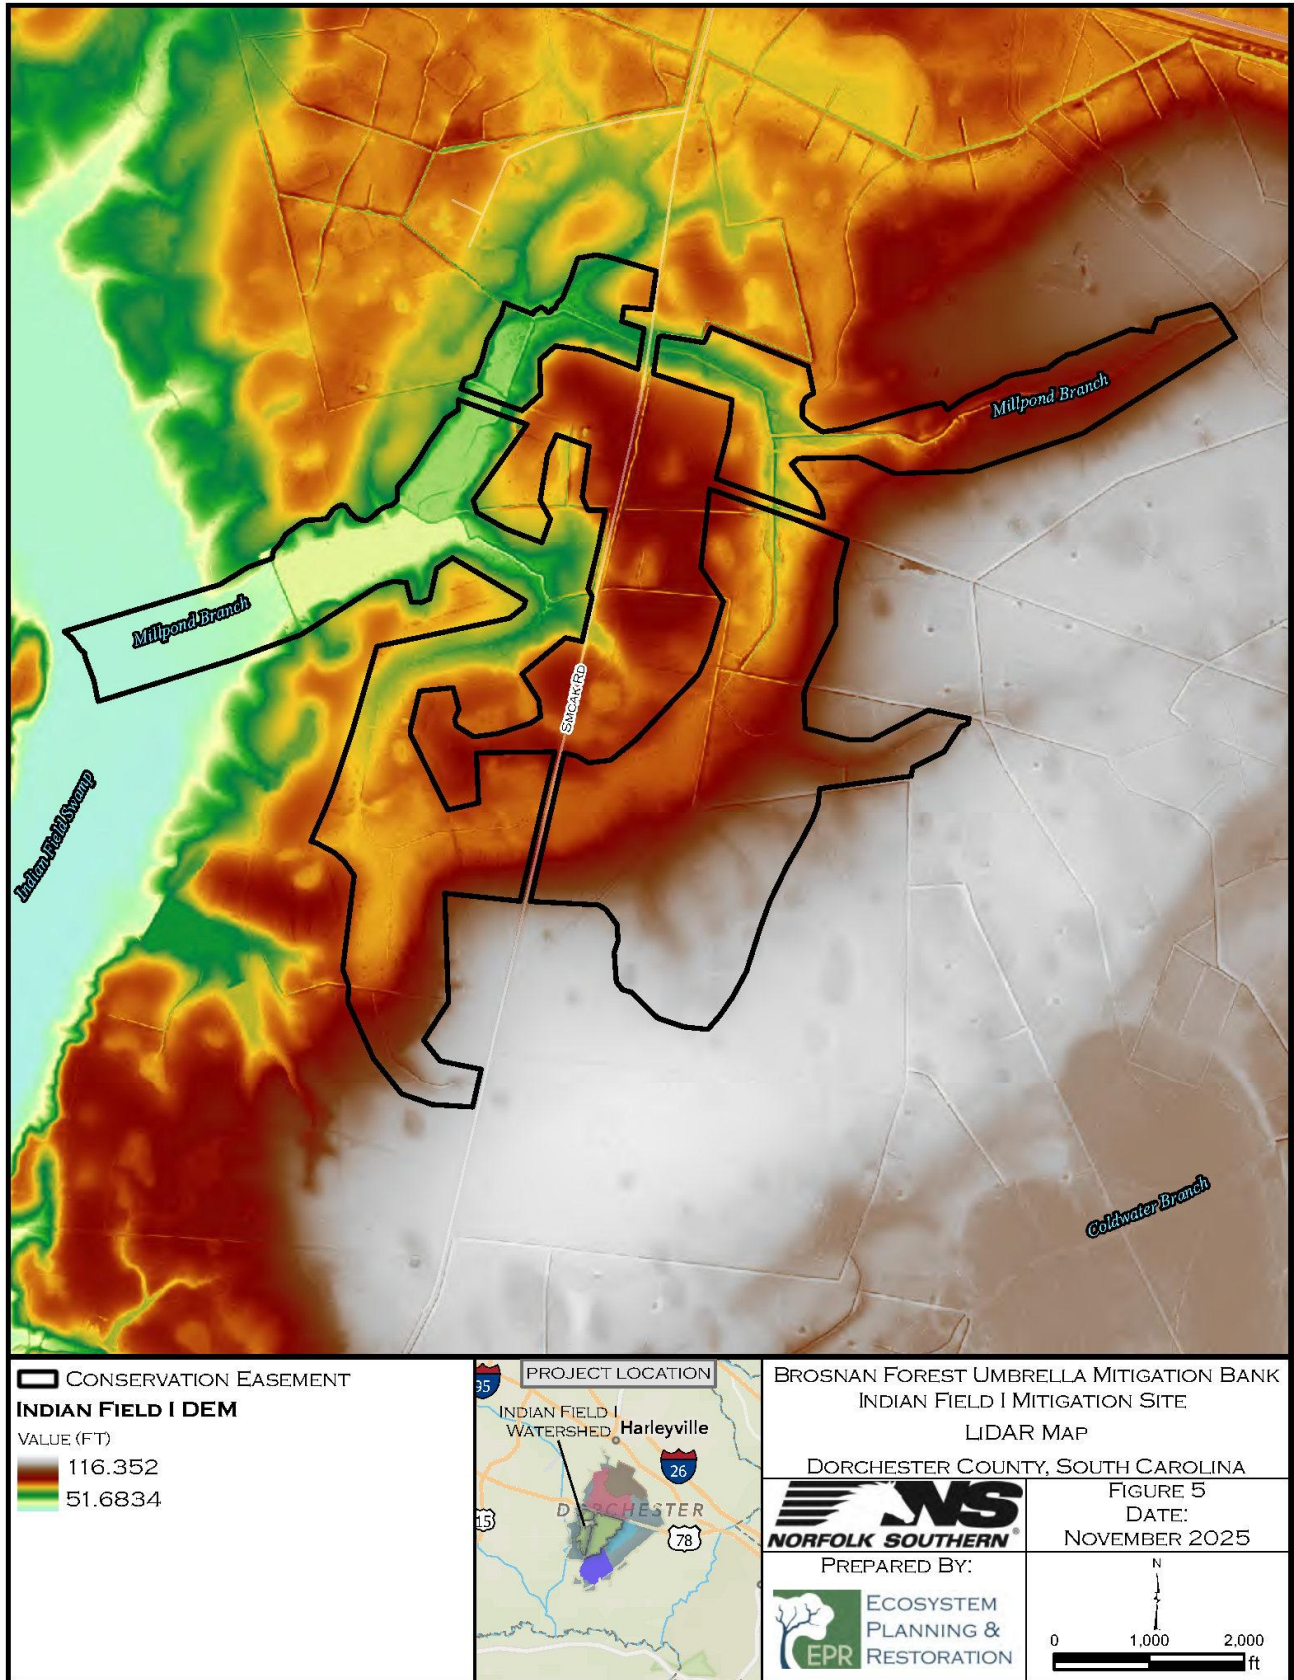 Millpond Branch
Millpond Branch
SMCAK RD
Indian Field Swamp
Coldwater Branch
CONSERVATION EASEMENT
INDIAN FIELD I DEM
VALUE (FT)
116.352
51.6834
PROJECT LOCATION
95
INDIAN FIELD I
WATERSHED
Harleyville
26
DORCHESTER
15
78
BROSNAN FOREST UMBRELLA MITIGATION BANK
INDIAN FIELD I MITIGATION SITE
LIDAR MAP
DORCHESTER COUNTY, SOUTH CAROLINA
NS
NORFOLK SOUTHERN®
FIGURE 5
DATE:
NOVEMBER 2025
PREPARED BY:
EPR
ECOSYSTEM
PLANNING &
RESTORATION
N
0 1,000 2,000
ft